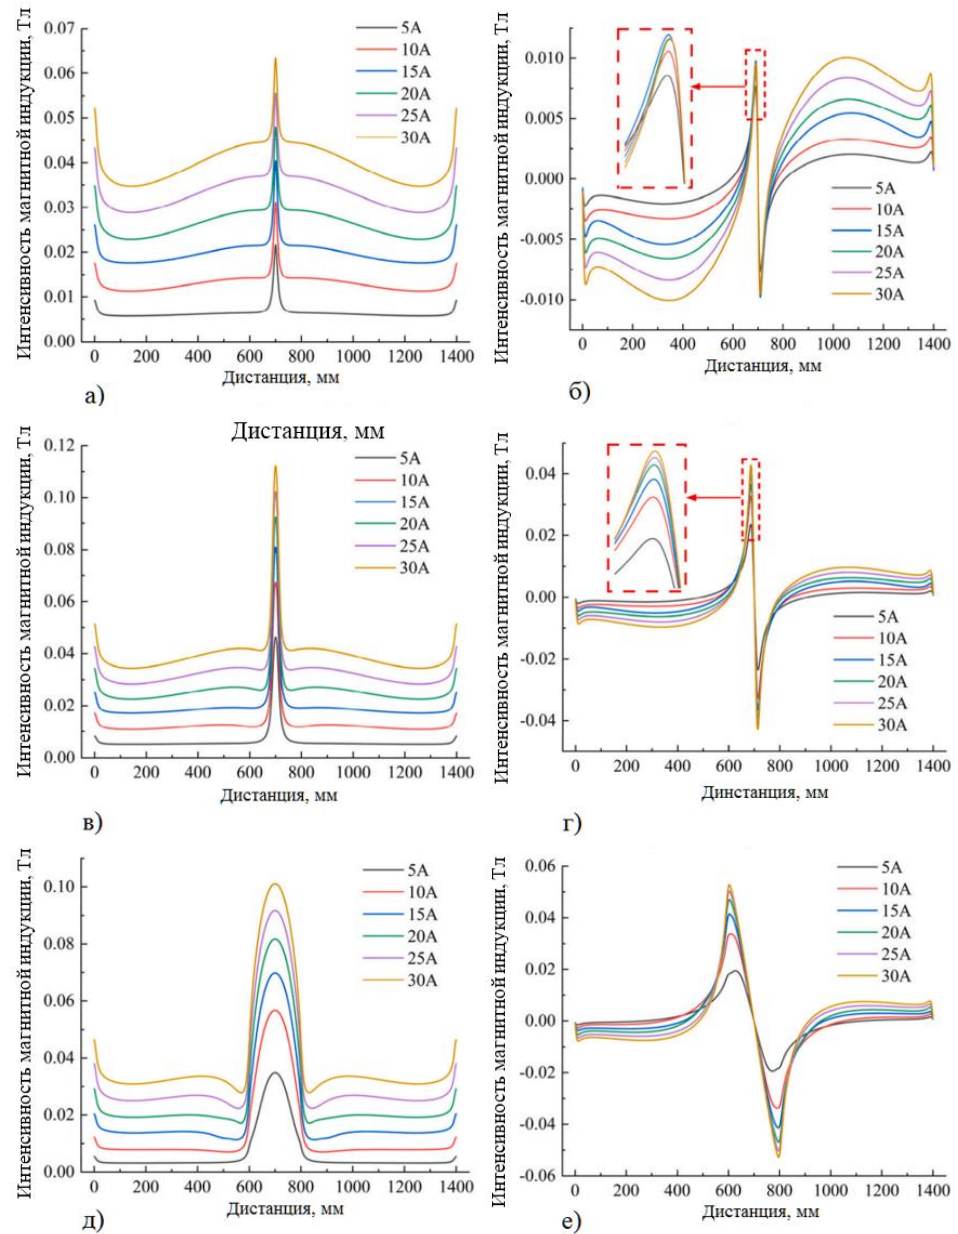 Интенсивность магнитной индукции, Тл
0.07
0.06
0.05
0.04
0.03
0.02
0.01
0.00
5A
10A
15A
20A
25A
30A
0 200 400 600 800 1000 1200 1400
Дистанция, мм
а)
Интенсивность магнитной индукции, Тл
0.010
0.005
0.000
-0.005
-0.010
5A
10A
15A
20A
25A
30A
0 200 400 600 800 1000 1200 1400
Дистанция, мм
б)
Дистанция, мм
Интенсивность магнитной индукции, Тл
0.12
0.10
0.08
0.06
0.04
0.02
0.00
5A
10A
15A
20A
25A
30A
0 200 400 600 800 1000 1200 1400
Дистанция, мм
в)
Интенсивность магнитной индукции, Тл
0.04
0.02
0.00
-0.02
-0.04
5A
10A
15A
20A
25A
30A
0 200 400 600 800 1000 1200 1400
Динстанция, мм
г)
Интенсивность магнитной индукции, Тл
0.10
0.08
0.06
0.04
0.02
0.00
5A
10A
15A
20A
25A
30A
0 200 400 600 800 1000 1200 1400
Дистанция, мм
д)
Интенсивность магнитной индукции, Тл
0.06
0.04
0.02
0.00
-0.02
-0.04
-0.06
5A
10A
15A
20A
25A
30A
0 200 400 600 800 1000 1200 1400
Дистанция, мм
е)